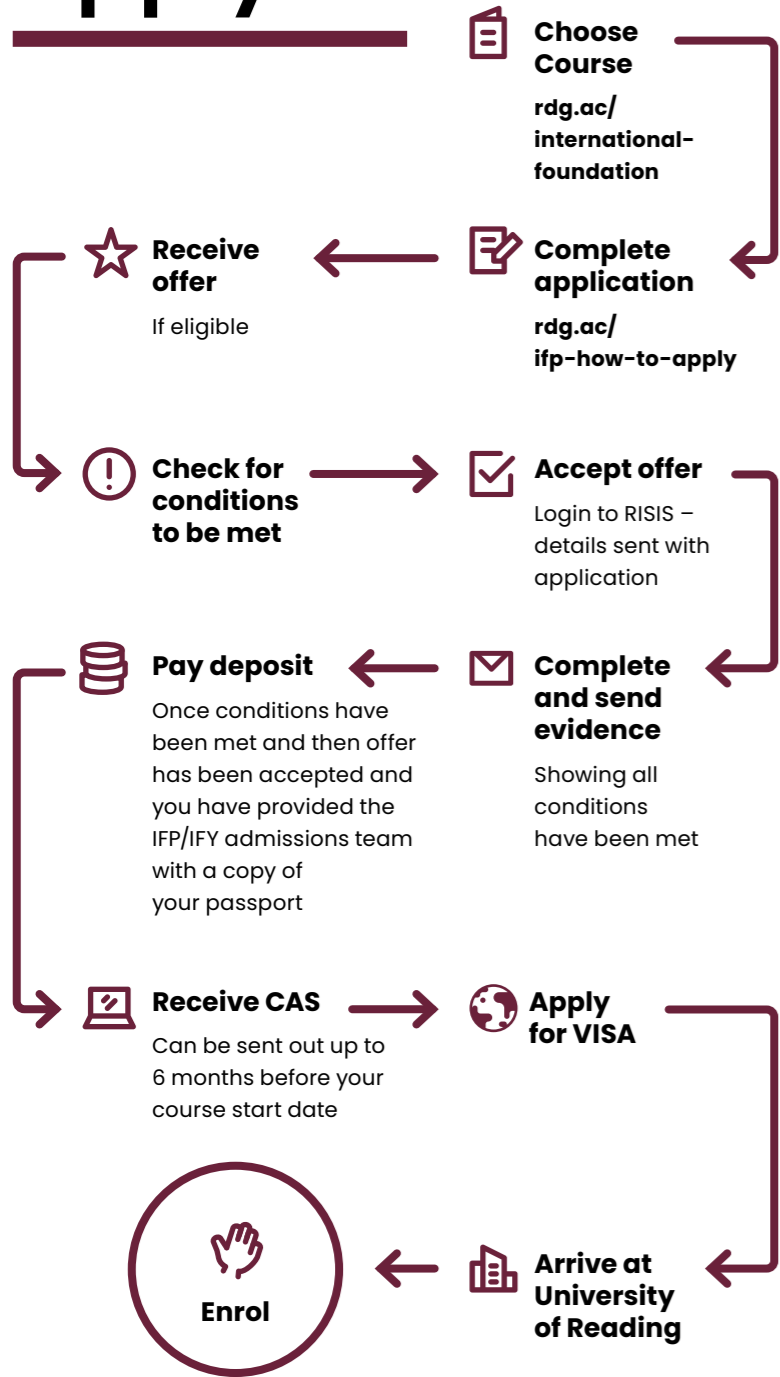 Choose
Course
rdg.ac/
international-
foundation
Complete
application
rdg.ac/
ifp-how-to-apply
Receive
offer
If eligible
Check for
conditions
to be met
Accept offer
Login to RISIS –
details sent with
application
Complete
and send
evidence
Showing all
conditions
have been met
Pay deposit
Once conditions have
been met and then offer
has been accepted and
you have provided the
IFP/IFY admissions team
with a copy of
your passport
Receive CAS
Can be sent out up to
6 months before your
course start date
Apply
for VISA
Arrive at
University
of Reading
Enrol